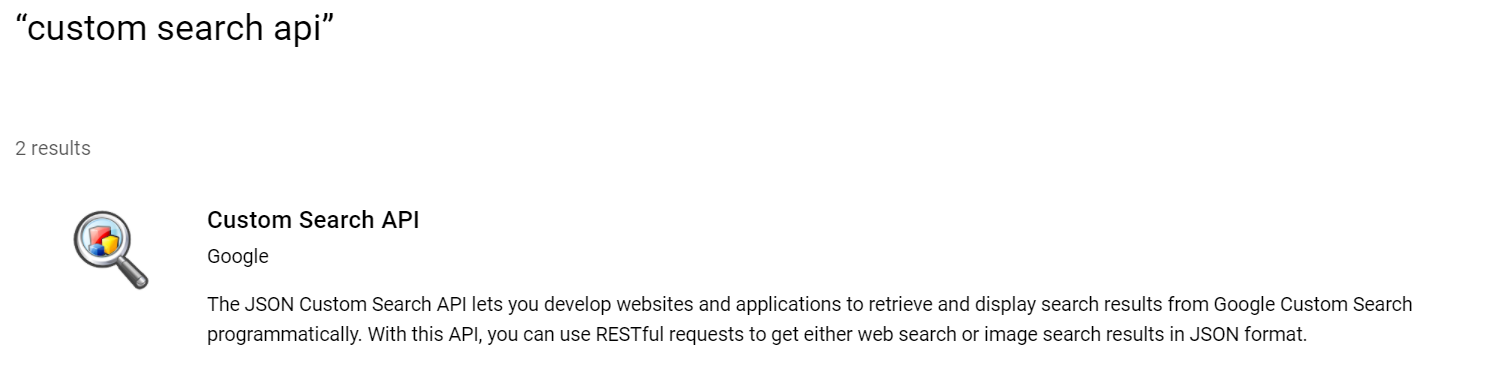 “custom search api”
2 results
Custom Search API
Google
The JSON Custom Search API lets you develop websites and applications to retrieve and display search results from Google Custom Search
programmatically. With this API, you can use RESTful requests to get either web search or image search results in JSON format.